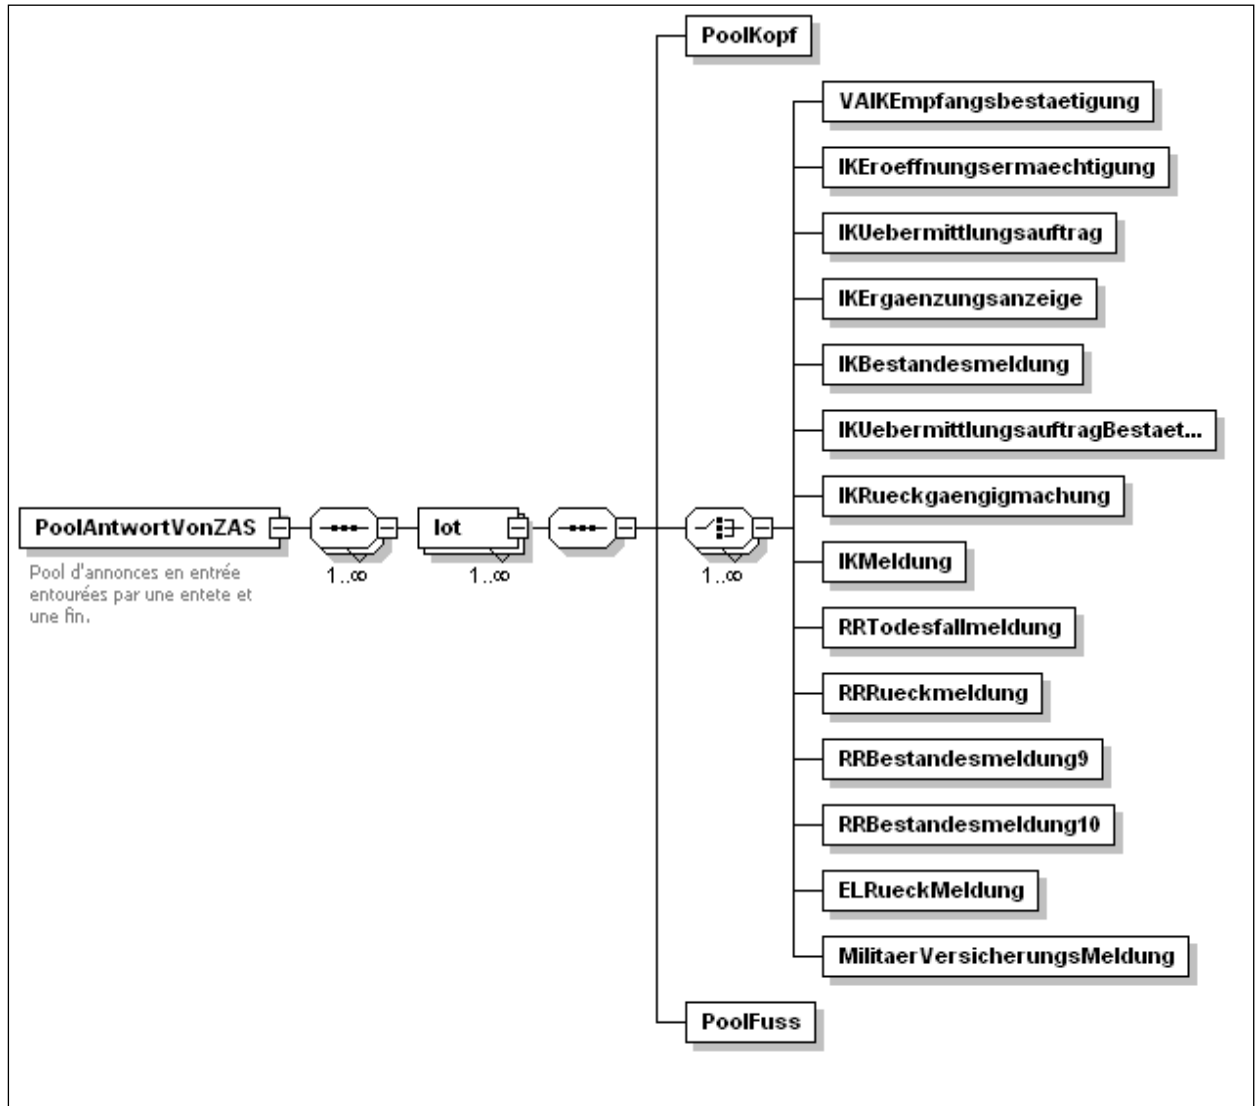 PoolKopf
VAIKEmpfangsbestaetigung
IKEroeffnungsermaechtigung
IKUebermittlungsauftrag
IKErgaenzungsanzeige
IKBestandesmeldung
IKUebermittlungsauftragBestaet...
IKRueckgaengigmachung
PoolAntwortVonZAS
lot
Pool d'annonces en entrée
entourées par une entete et
une fin.
1..∞
1..∞
1..∞
IKMeldung
RRTodesfallmeldung
RRRueckmeldung
RRBestandesmeldung9
RRBestandesmeldung10
ELRueckMeldung
MilitaerVersicherungsMeldung
PoolFuss